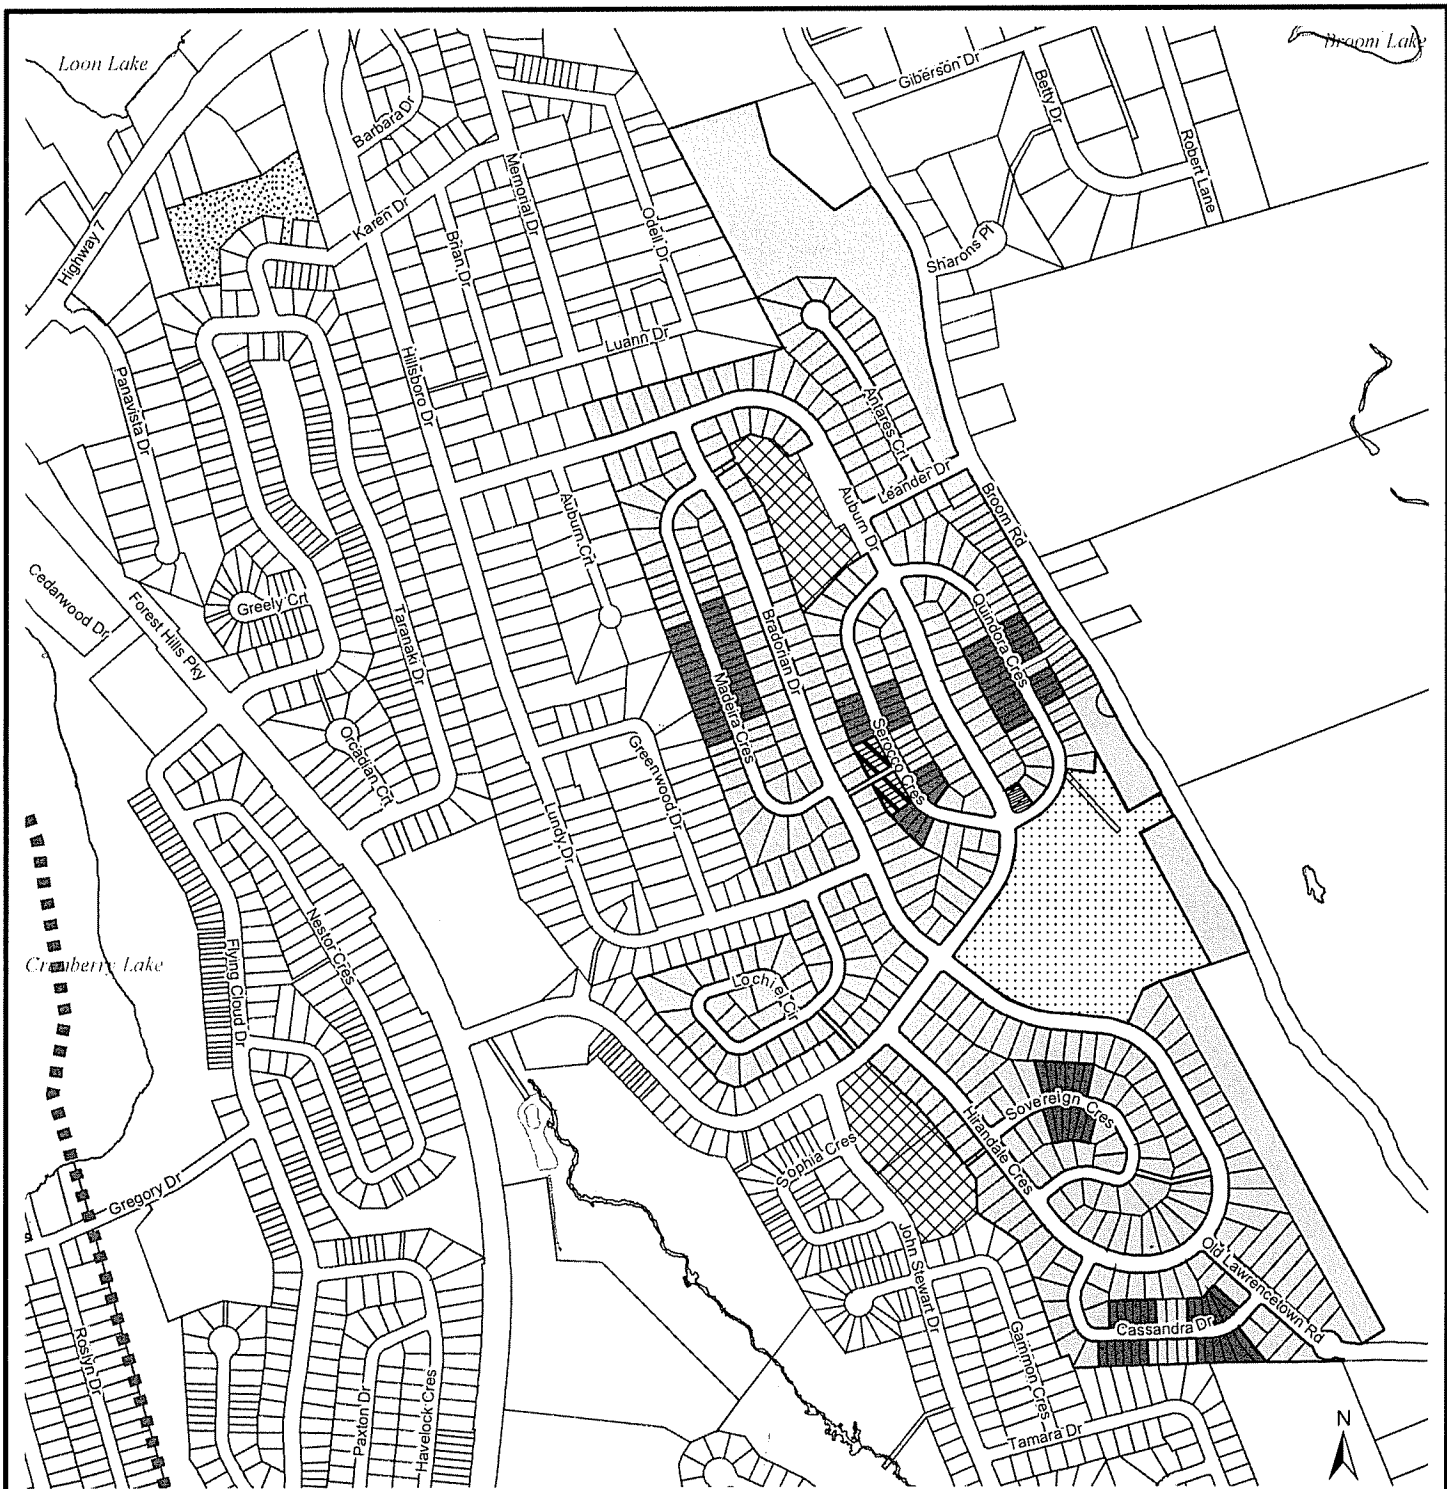 Loon Lake
Broom Lake
Giberson Dr
Betty Dr
Barbara Dr
Robert Lane
Memorial Dr
Karen Dr
Odell Dr
Brian Dr
Highway 7
Sharons Pl
Luann Dr
Hillsboro Dr
Panavista Dr
Antares Crt
Leander Dr
Auburn Crt
Auburn Dr
Broom Rd
Cedarwood Dr
Forest Hills Pky
Greely Crt
Taranaki Dr
Bradorian Dr
Quindora Cres
Madeira Cres
Orcadian Crt
Greenwood Dr
Serocco Cres
Lundy Dr
Nestor Cres
Flying Cloud Dr
Cranberry Lake
Lochiel Cir
Sovereign Cres
Hirandale Cres
Sophia Cres
Gregory Dr
John Stewart Dr
Old Lawrencetown Rd
Cassandra Dr
Gammon Cres
Roslyn Dr
Paxton Dr
Havelock Cres
Tamara Dr
N